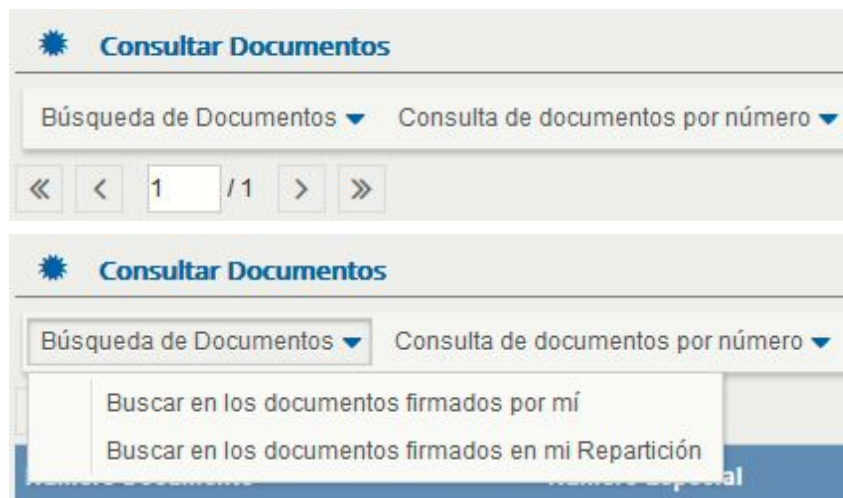 Consultar Documentos
Búsqueda de Documentos Consulta de documentos por número
1 / 1
Consultar Documentos
Búsqueda de Documentos Consulta de documentos por número
Buscar en los documentos firmados por mí
Buscar en los documentos firmados en mi Repartición